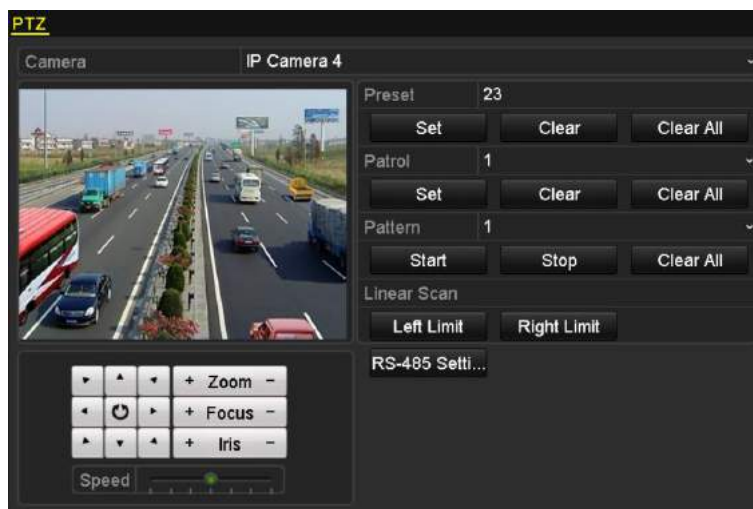 PTZ
Camera IP Camera 4
Preset 23
Set Clear Clear All
Patrol 1
Set Clear Clear All
Pattern 1
Start Stop Clear All
Linear Scan
Left Limit Right Limit
RS-485 Setti...
+ Zoom -
+ Focus -
+ Iris -
Speed